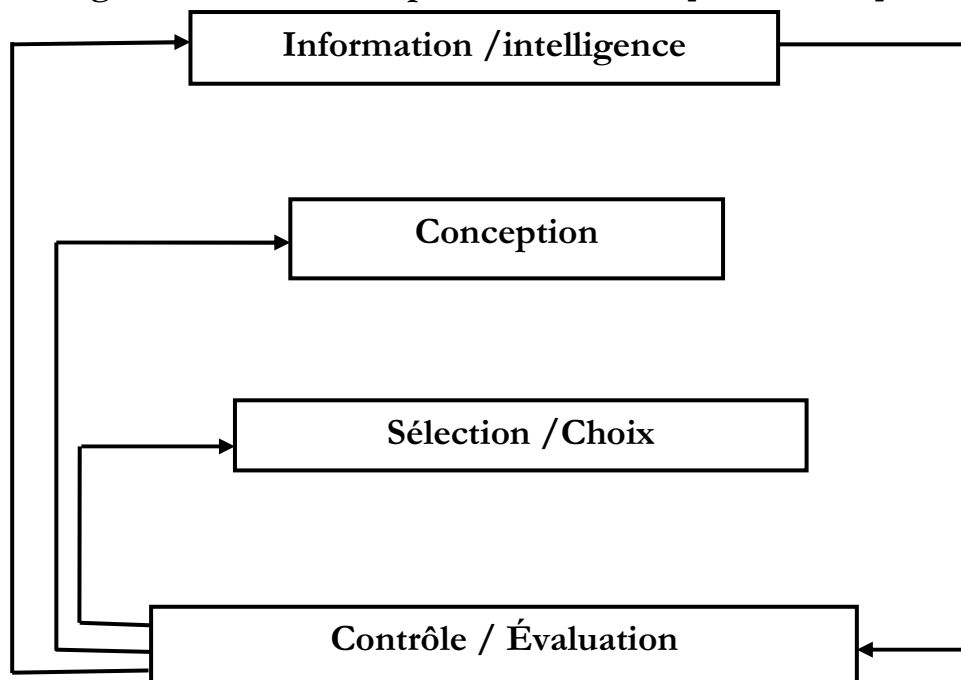 Information /intelligence
Conception
Sélection /Choix
Contrôle / Évaluation